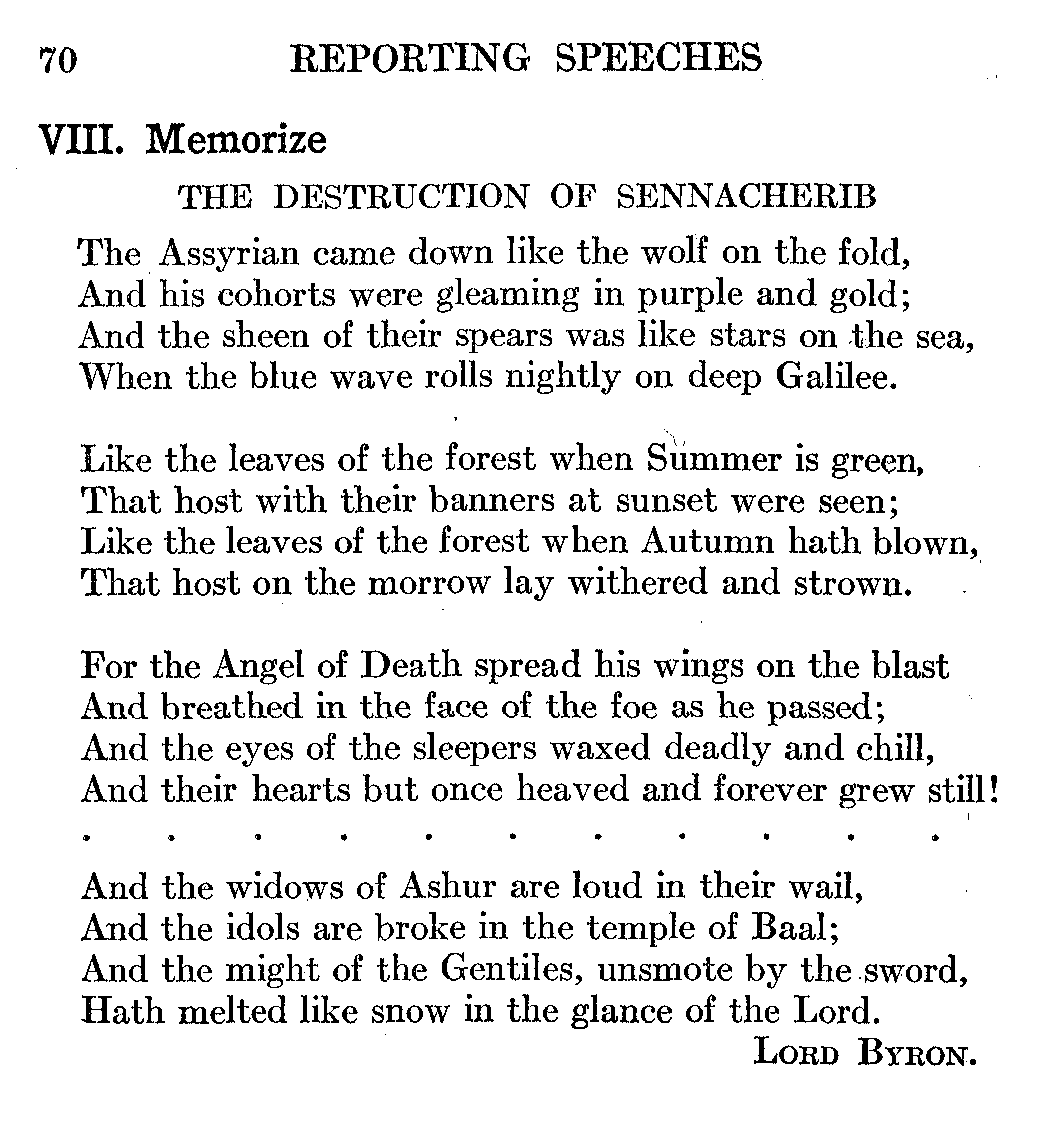 70 REPORTING SPEECHES
VIII. Memorize
THE DESTRUCTION OF SENNACHERIB
The Assyrian came down like the wolf on the fold,
And his cohorts were gleaming in purple and gold;
And the sheen of their spears was like stars on the sea,
When the blue wave rolls nightly on deep Galilee.
Like the leaves of the forest when Summer is green,
That host with their banners at sunset were seen;
Like the leaves of the forest when Autumn hath blown,
That host on the morrow lay withered and strown.
For the Angel of Death spread his wings on the blast
And breathed in the face of the foe as he passed;
And the eyes of the sleepers waxed deadly and chill,
And their hearts but once heaved and forever grew still!
. . . . . . . . . . .
And the widows of Ashur are loud in their wail,
And the idols are broke in the temple of Baal;
And the might of the Gentiles, unsmote by the sword,
Hath melted like snow in the glance of the Lord.
LORD BYRON.